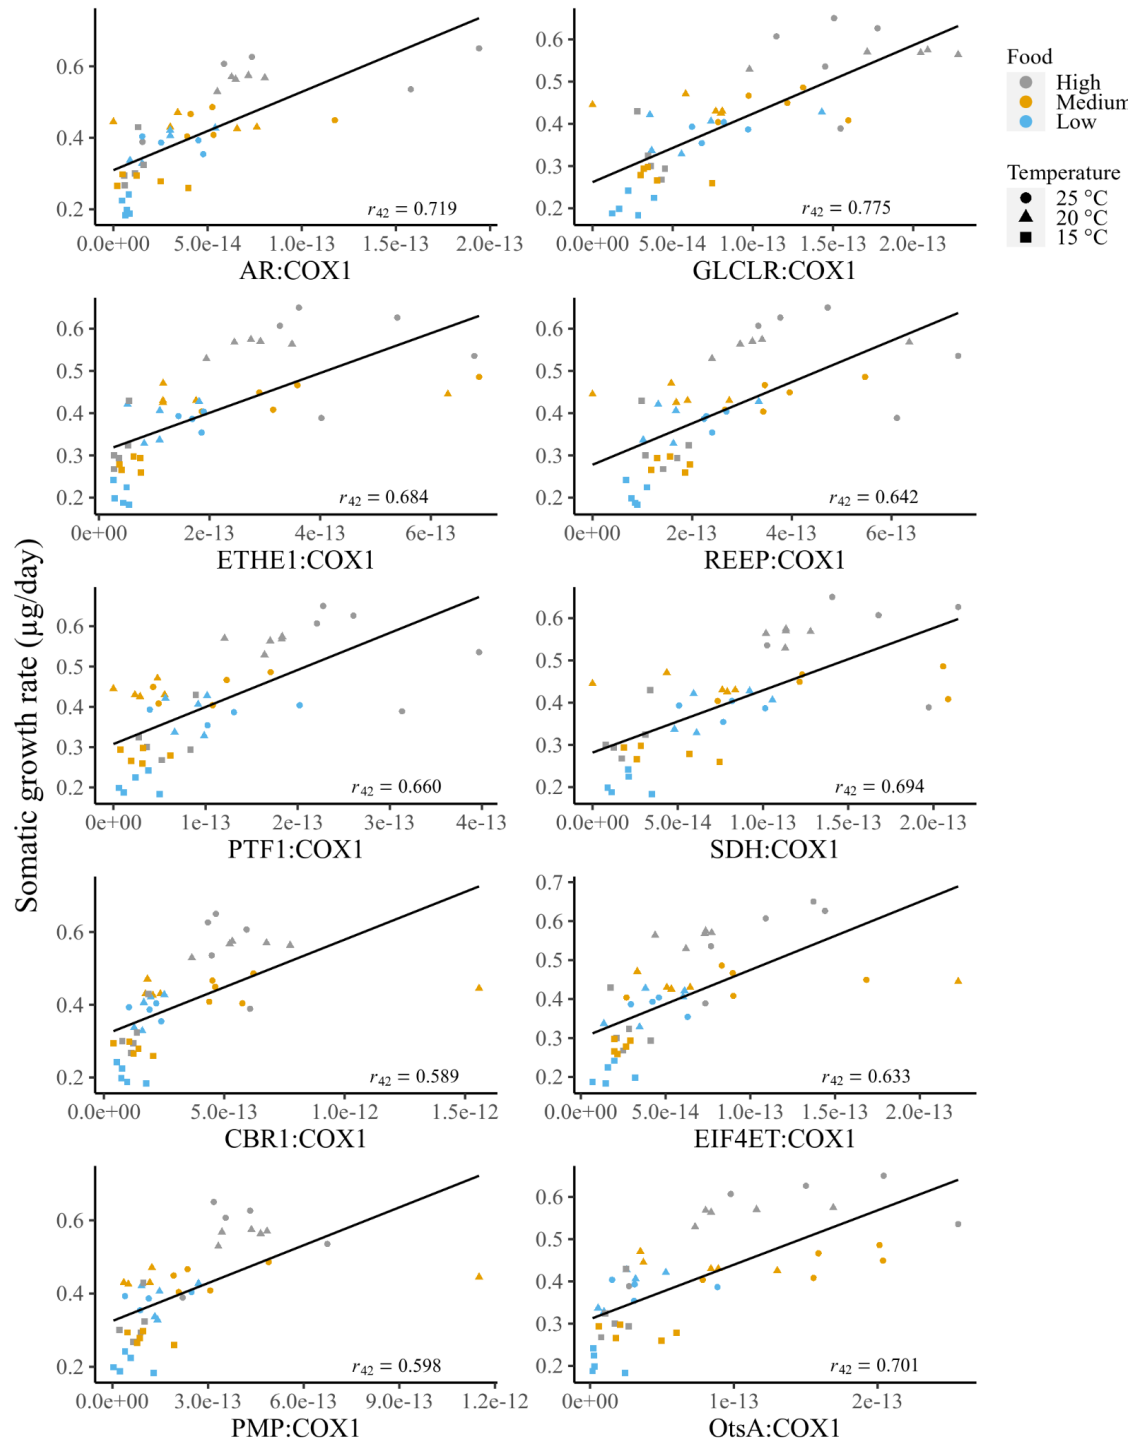 Somatic growth rate (µg/day)
0.6
0.4
0.2
r42 = 0.719
0.0e+00 5.0e-14 1.0e-13 1.5e-13 2.0e-13
AR:COX1
0.6
0.5
0.4
0.3
0.2
r42 = 0.775
0.0e+00 5.0e-14 1.0e-13 1.5e-13 2.0e-13
GLCLR:COX1
Food
High
Medium
Low
Temperature
25 °C
20 °C
15 °C
0.6
0.5
0.4
0.3
0.2
r42 = 0.684
0e+00 2e-13 4e-13 6e-13
ETHE1:COX1
0.6
0.5
0.4
0.3
0.2
r42 = 0.642
0e+00 2e-13 4e-13 6e-13
REEP:COX1
0.6
0.5
0.4
0.3
0.2
r42 = 0.660
0e+00 1e-13 2e-13 3e-13 4e-13
PTF1:COX1
0.6
0.5
0.4
0.3
0.2
r42 = 0.694
0.0e+00 5.0e-14 1.0e-13 1.5e-13 2.0e-13
SDH:COX1
0.6
0.4
0.2
r42 = 0.589
0.0e+00 5.0e-13 1.0e-12 1.5e-12
CBR1:COX1
0.7
0.6
0.5
0.4
0.3
0.2
r42 = 0.633
0.0e+00 5.0e-14 1.0e-13 1.5e-13 2.0e-13
EIF4ET:COX1
0.6
0.4
0.2
r42 = 0.598
0.0e+00 3.0e-13 6.0e-13 9.0e-13 1.2e-12
PMP:COX1
0.6
0.5
0.4
0.3
0.2
r42 = 0.701
0e+00 1e-13 2e-13
OtsA:COX1